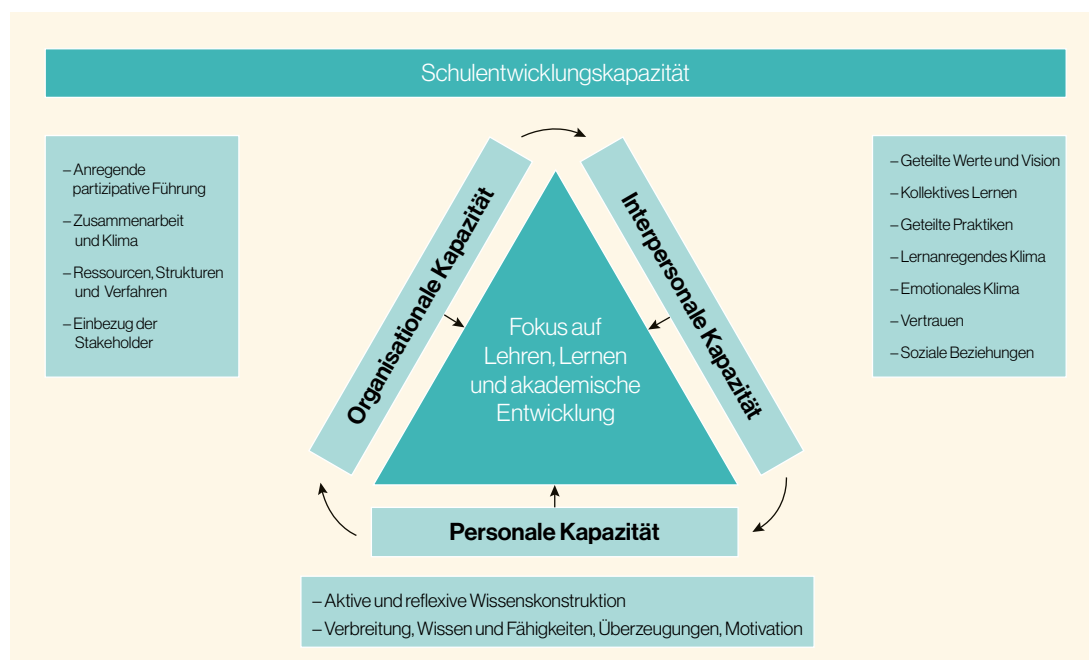 Schulentwicklungskapazität
– Anregende
partizipative Führung
– Zusammenarbeit
und Klima
– Ressourcen, Strukturen
und Verfahren
– Einbezug der
Stakeholder
Organisationale Kapazität
Interpersonale Kapazität
– Geteilte Werte und Vision
– Kollektives Lernen
– Geteilte Praktiken
– Lernanregendes Klima
– Emotionales Klima
– Vertrauen
– Soziale Beziehungen
Fokus auf
Lehren, Lernen
und akademische
Entwicklung
Personale Kapazität
– Aktive und reflexive Wissenskonstruktion
– Verbreitung, Wissen und Fähigkeiten, Überzeugungen, Motivation